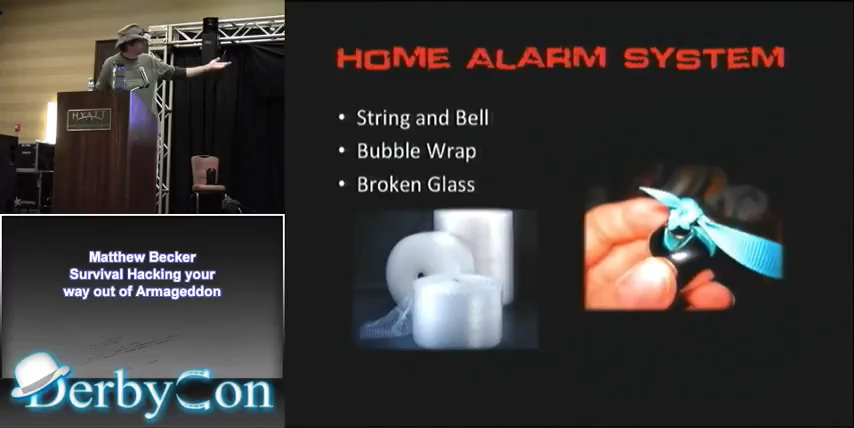 HYATT
HOME ALARM SYSTEM
• String and Bell
• Bubble Wrap
• Broken Glass
Matthew Becker
Survival Hacking your
way out of Armageddon
DerbyCon